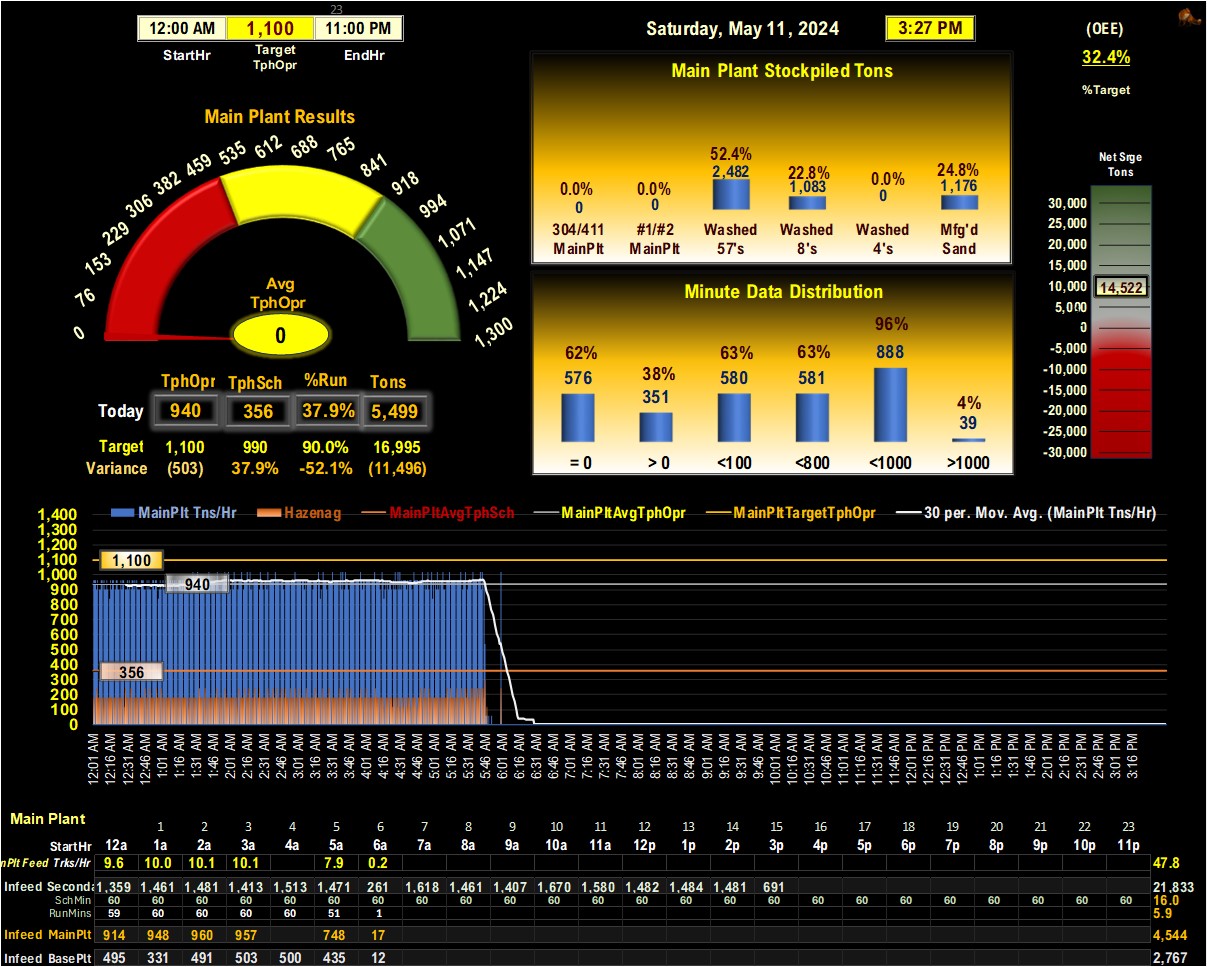 23
12:00 AM 1,100 11:00 PM
StartHr Target TphOpr EndHr
Saturday, May 11, 2024 3:27 PM
(OEE)
32.4%
%Target
Main Plant Results
0 76 153 229 306 382 459 535 612 688 765 841 918 994 1,071 1,147 1,224 1,300
Avg
TphOpr
0
TphOpr TphSch %Run Tons
Today 940 356 37.9% 5,499
Target 1,100 990 90.0% 16,995
Variance (503) 37.9% -52.1% (11,496)
Main Plant Stockpiled Tons
0.0% 0.0% 52.4% 22.8% 0.0% 24.8%
0 0 2,482 1,083 0 1,176
304/411 #1/#2 Washed Washed Washed Mfg'd
MainPlt MainPlt 57's 8's 4's Sand
Minute Data Distribution
62% 38% 63% 63% 96% 4%
576 351 580 581 888 39
= 0 > 0 <100 <800 <1000 >1000
Net Srge
Tons
30,000
25,000
20,000
15,000
10,000
14,522
5,000
0
-5,000
-10,000
-15,000
-20,000
-25,000
-30,000
MainPlt Tns/Hr Hazenag MainPltAvgTphSch MainPltAvgTphOpr MainPltTargetTphOpr 30 per. Mov. Avg. (MainPlt Tns/Hr)
1,400
1,300
1,200
1,100
1,000
900
800
700
600
500
400
300
200
100
0
1,100
940
356
12:01 AM 12:16 AM 12:31 AM 12:46 AM 1:01 AM 1:16 AM 1:31 AM 1:46 AM 2:01 AM 2:16 AM 2:31 AM 2:46 AM 3:01 AM 3:16 AM 3:31 AM 3:46 AM 4:01 AM 4:16 AM 4:31 AM 4:46 AM 5:01 AM 5:16 AM 5:31 AM 5:46 AM 6:01 AM 6:16 AM 6:31 AM 6:46 AM 7:01 AM 7:16 AM 7:31 AM 7:46 AM 8:01 AM 8:16 AM 8:31 AM 8:46 AM 9:01 AM 9:16 AM 9:31 AM 9:46 AM 10:01 AM 10:16 AM 10:31 AM 10:46 AM 11:01 AM 11:16 AM 11:31 AM 11:46 AM 12:01 PM 12:16 PM 12:31 PM 12:46 PM 1:01 PM 1:16 PM 1:31 PM 1:46 PM 2:01 PM 2:16 PM 2:31 PM 2:46 PM 3:01 PM 3:16 PM
Main Plant
1 2 3 4 5 6 7 8 9 10 11 12 13 14 15 16 17 18 19 20 21 22 23
StartHr 12a 1a 2a 3a 4a 5a 6a 7a 8a 9a 10a 11a 12p 1p 2p 3p 4p 5p 6p 7p 8p 9p 10p 11p
nPlt Feed Trks/Hr 9.6 10.0 10.1 10.1 7.9 0.2 47.8
Infeed Seconda 1,359 1,461 1,481 1,413 1,513 1,471 261 1,618 1,461 1,407 1,670 1,580 1,482 1,484 1,481 691 21,833
SchMin 60 60 60 60 60 60 60 60 60 60 60 60 60 60 60 60 60 60 60 60 60 60 60 60 16.0
RunMins 59 60 60 60 60 51 1 5.9
Infeed MainPlt 914 948 960 957 748 17 4,544
Infeed BasePlt 495 331 491 503 500 435 12 2,767